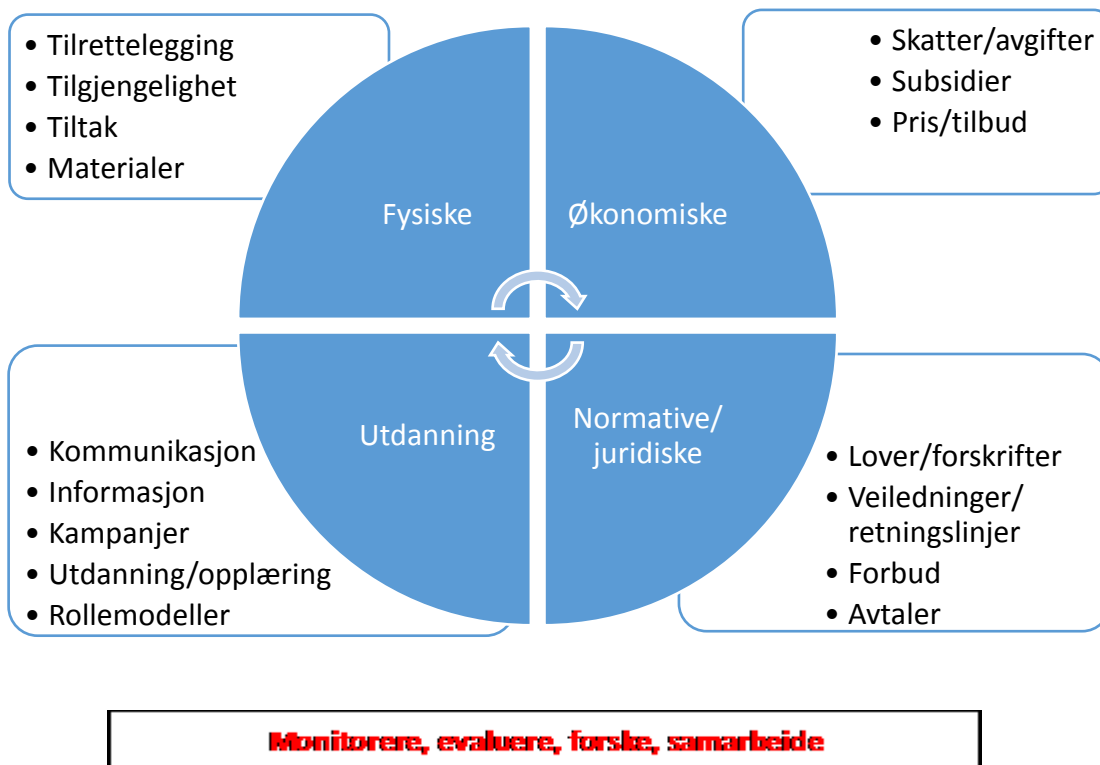 • Tilrettelegging
• Tilgjengelighet
• Tiltak
• Materialer
• Skatter/avgifter
• Subsidier
• Pris/tilbud
Fysiske
Økonomiske
Utdanning
Normative/
juridiske
• Kommunikasjon
• Informasjon
• Kampanjer
• Utdanning/opplæring
• Rollemodeller
• Lover/forskrifter
• Veiledninger/
retningslinjer
• Forbud
• Avtaler
Monitorere, evaluere, forske, samarbeide